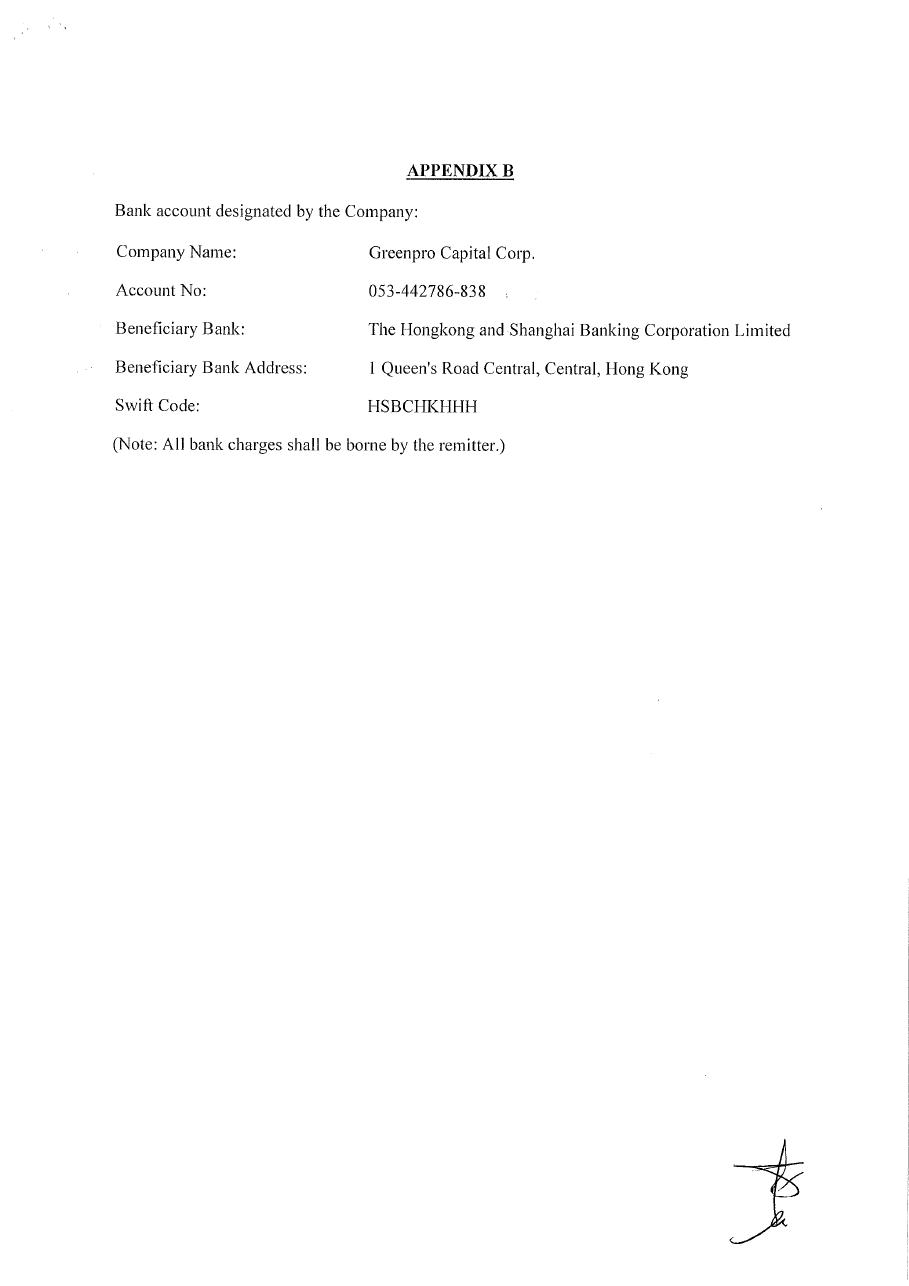 APPENDIX B
Bank account designated by the Company:
Company Name: Greenpro Capital Corp.
Account No: 053-442786-838
Beneficiary Bank: The Hongkong and Shanghai Banking Corporation Limited
Beneficiary Bank Address: 1 Queen's Road Central, Central, Hong Kong
Swift Code: HSBCHKHHH
(Note: All bank charges shall be borne by the remitter.)